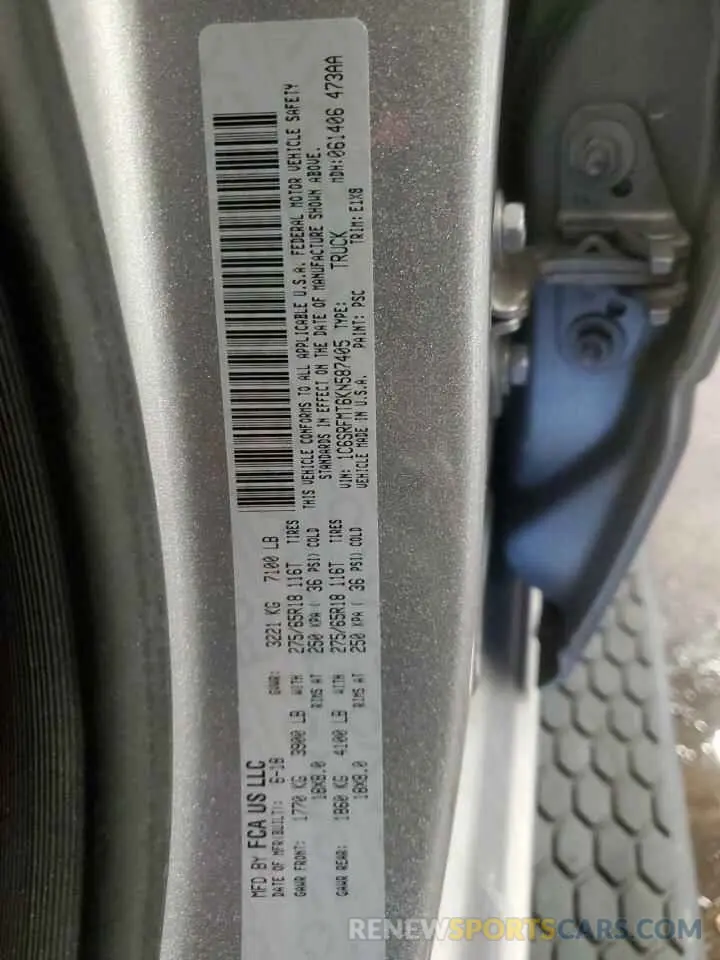 MFD BY FCA US LLC
DATE OF MFR(BUILT): 6-18 GVWR: 3221 KG 7100 LB
GAWR FRONT: 1770 KG 3900 LB WITH 275/65R18 116T TIRES
18X8.0 RIMS AT 250 KPA ( 36 PSI) COLD
GAWR REAR: 1860 KG 4100 LB WITH 275/65R18 116T TIRES
18X8.0 RIMS AT 250 KPA ( 36 PSI) COLD
THIS VEHICLE CONFORMS TO ALL APPLICABLE U.S.A. FEDERAL MOTOR VEHICLE SAFETY
STANDARDS IN EFFECT ON THE DATE OF MANUFACTURE SHOWN ABOVE.
VIN: 1C6SRFMT6KN587405 TYPE: TRUCK MDH:061406 473AA
VEHICLE MADE IN U.S.A. PAINT: PSC TRIM: E1X8
RENEWSPORTSCARS.COM